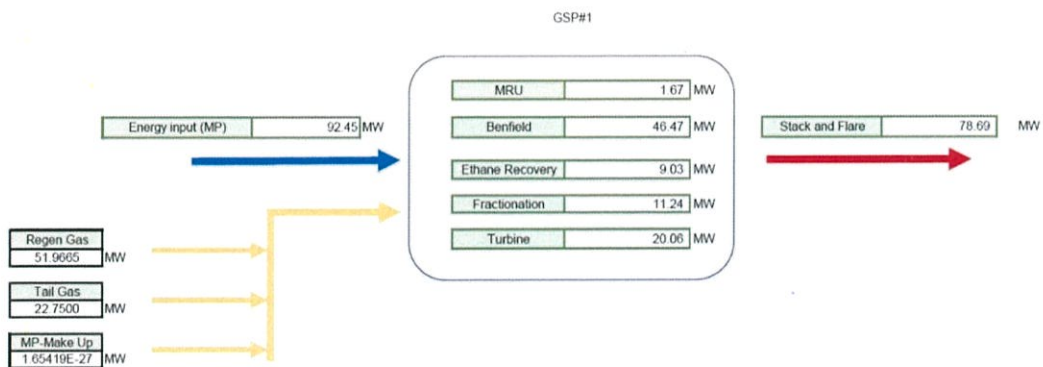 GSP#1
MRU 1.67 MW
Energy input (MP) 92.45 MW
Benfield 46.47 MW
Stack and Flare 78.69 MW
Ethane Recovery 9.03 MW
Fractionation 11.24 MW
Turbine 20.06 MW
Regen Gas
51.9665 MW
Tail Gas
22.7500 MW
MP-Make Up
1.65419E-27 MW